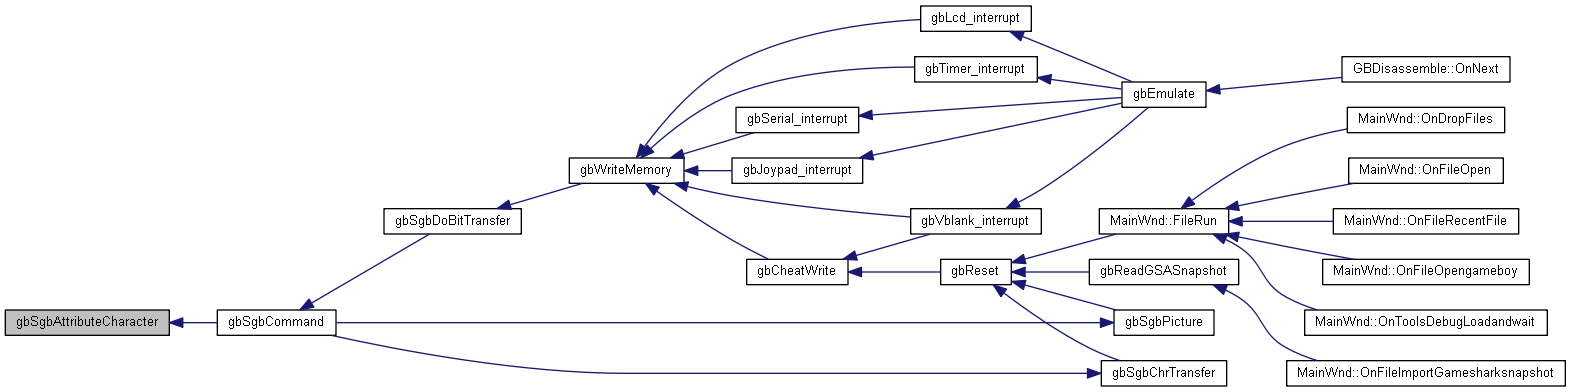 gbLcd_interrupt
gbTimer_interrupt
GBDisassemble::OnNext
gbEmulate
gbSerial_interrupt
MainWnd::OnDropFiles
gbWriteMemory
gbJoypad_interrupt
MainWnd::OnFileOpen
gbSgbDoBitTransfer
gbVblank_interrupt
MainWnd::FileRun
MainWnd::OnFileRecentFile
gbCheatWrite
gbReset
gbReadGSASnapshot
MainWnd::OnFileOpengameboy
gbSgbAttributeCharacter
gbSgbCommand
gbSgbPicture
MainWnd::OnToolsDebugLoadandwait
gbSgbChrTransfer
MainWnd::OnFileImportGamesharksnapshot